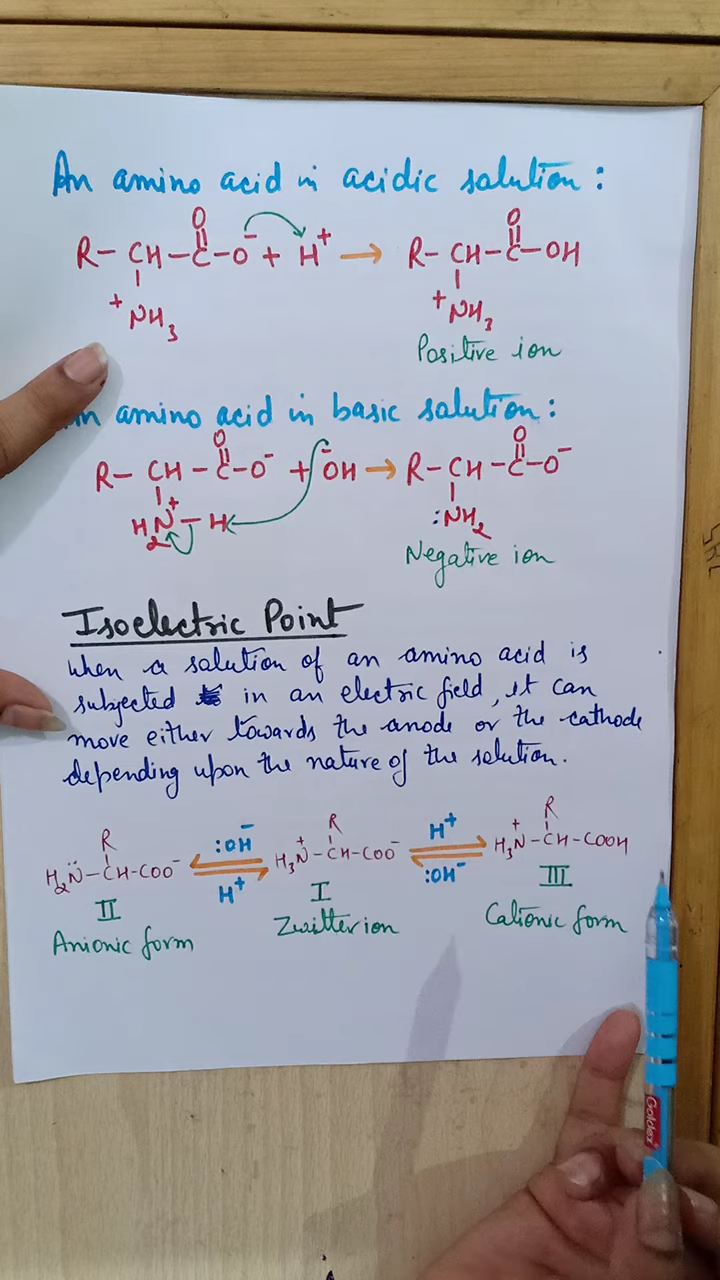 An amino acid in acidic solution:
O O
R-CH-C-O⁻ + H⁺ → R-CH-C-OH
⁺NH₃ ⁺NH₃
Positive ion
amino acid in basic solution:
O O
R-CH-C-O⁻ + ⁻OH → R-CH-C-O⁻
H₂N⁺-H :NH₂
Negative ion
Isoelectric Point
When a solution of an amino acid is
subjected in an electric field, it can
move either towards the anode or the cathode
depending upon the nature of the solution.
R R R
H₂N̈-CH-COO⁻ :OH⁻ ⇌ H⁺ H₃N⁺-CH-COO⁻ H⁺ ⇌ :OH⁻ H₃N⁺-CH-COOH
II I III
Anionic form Zwitter ion Cationic form
Goldex